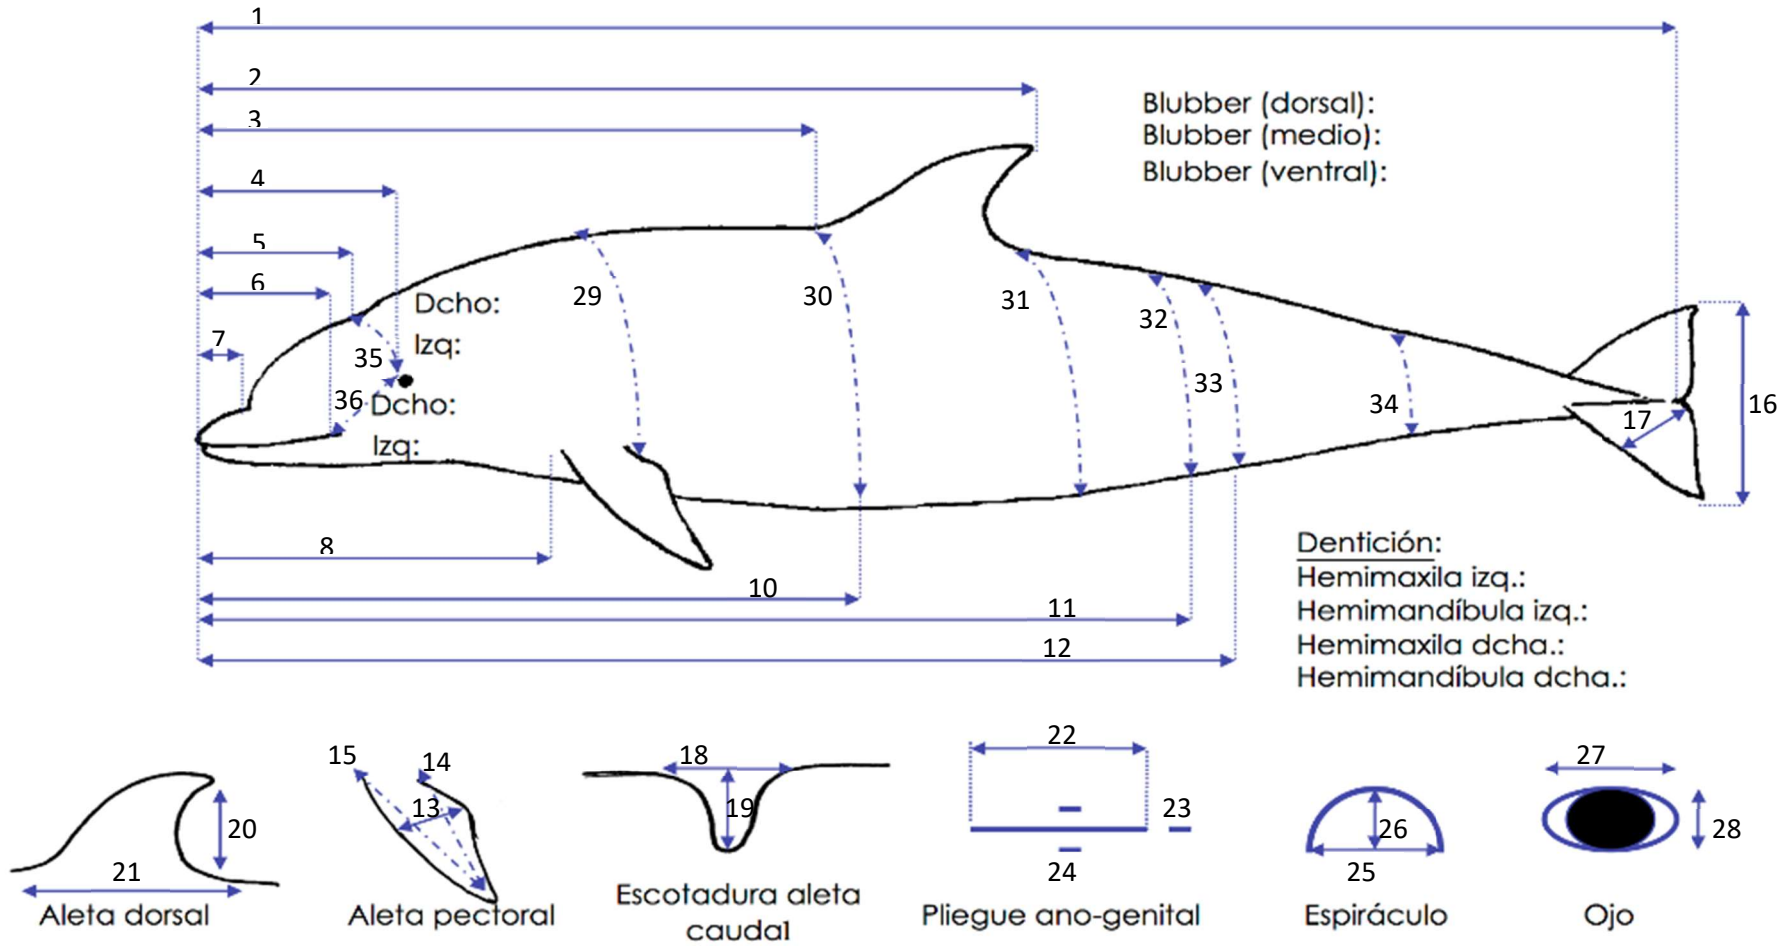 1
2
3
4
5
6
7
Blubber (dorsal):
Blubber (medio):
Blubber (ventral):
Dcho:
Izq:
35
36 Dcho:
Izq:
29
30
31
32
33
34
16
17
8
10
11
12
Dentición:
Hemimaxila izq.:
Hemimandíbula izq.:
Hemimaxila dcha.:
Hemimandíbula dcha.:
20
21
Aleta dorsal
15
14
13
Aleta pectoral
18
19
Escotadura aleta
caudal
22
23
24
Pliegue ano-genital
26
25
Espiráculo
27
28
Ojo